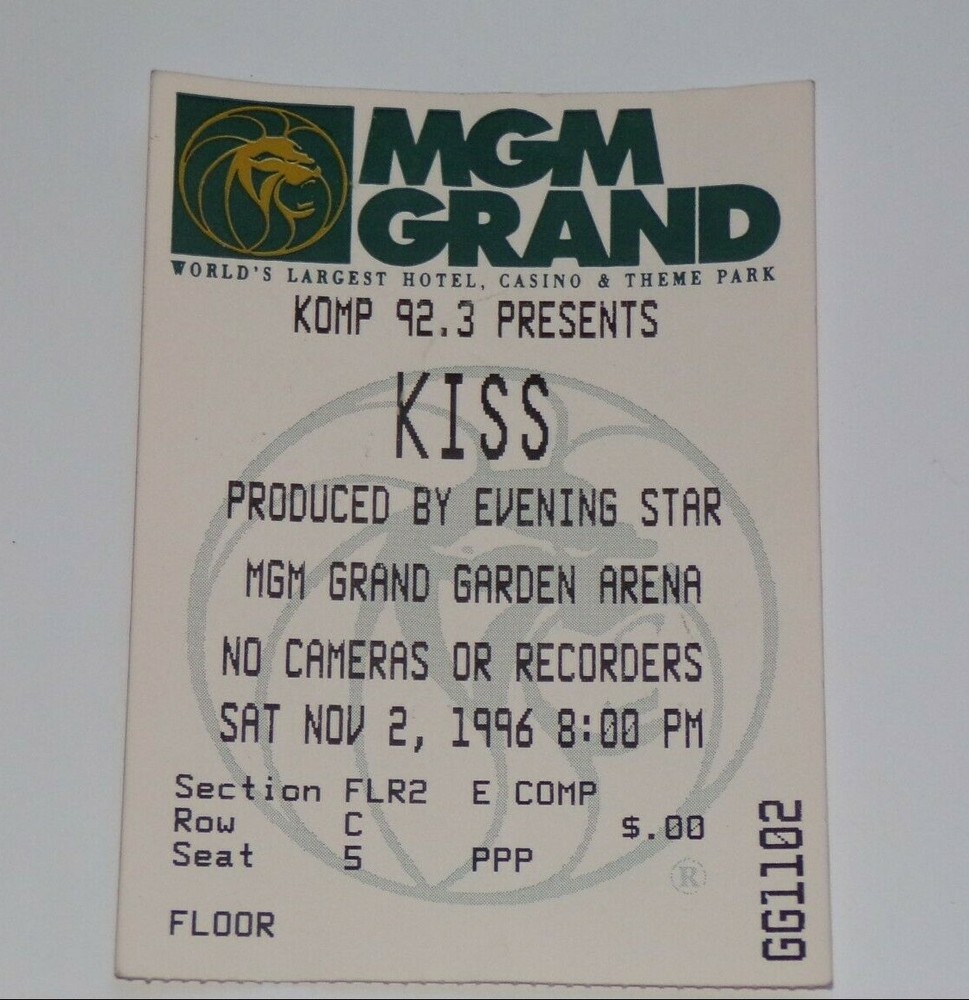 MGM
GRAND
WORLD'S LARGEST HOTEL, CASINO & THEME PARK
KOMP 92.3 PRESENTS
KISS
PRODUCED BY EVENING STAR
MGM GRAND GARDEN ARENA
NO CAMERAS OR RECORDERS
SAT NOV 2, 1996 8:00 PM
Section FLR2 E COMP
Row C $.00
Seat 5 PPP
®
FLOOR
GG1102